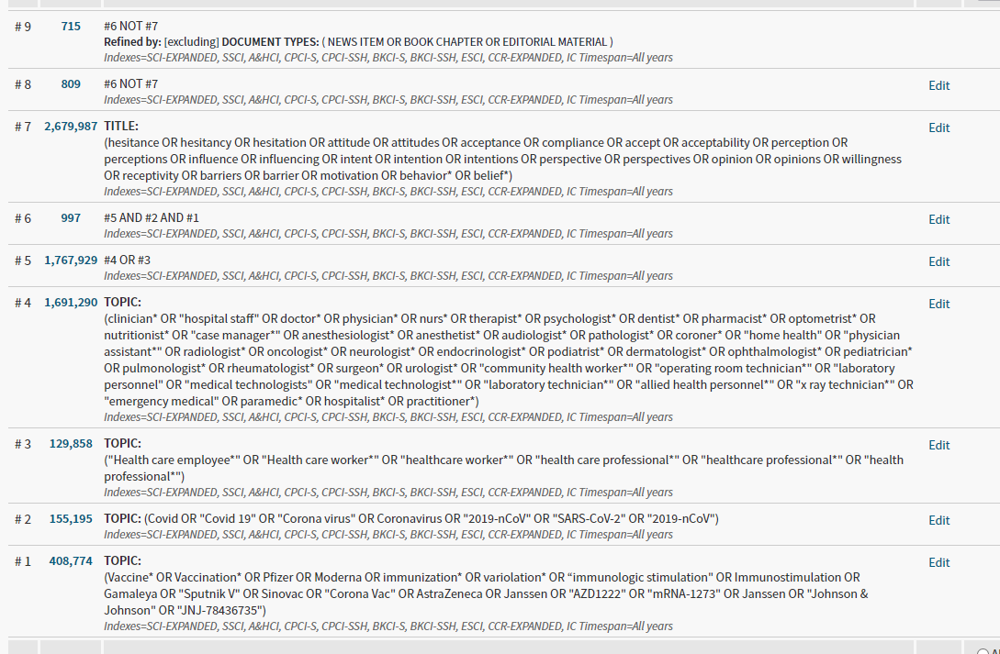 # 9 715 #6 NOT #7
Refined by: [excluding] DOCUMENT TYPES: ( NEWS ITEM OR BOOK CHAPTER OR EDITORIAL MATERIAL )
Indexes=SCI-EXPANDED, SSCI, A&HCI, CPCI-S, CPCI-SSH, BKCI-S, BKCI-SSH, ESCI, CCR-EXPANDED, IC Timespan=All years
# 8 809 #6 NOT #7 Edit
Indexes=SCI-EXPANDED, SSCI, A&HCI, CPCI-S, CPCI-SSH, BKCI-S, BKCI-SSH, ESCI, CCR-EXPANDED, IC Timespan=All years
# 7 2,679,987 TITLE: Edit
(hesitance OR hesitancy OR hesitation OR attitude OR attitudes OR acceptance OR compliance OR accept OR acceptability OR perception OR
perceptions OR influence OR influencing OR intent OR intention OR intentions OR perspective OR perspectives OR opinion OR opinions OR willingness
OR receptivity OR barriers OR barrier OR motivation OR behavior* OR belief*)
Indexes=SCI-EXPANDED, SSCI, A&HCI, CPCI-S, CPCI-SSH, BKCI-S, BKCI-SSH, ESCI, CCR-EXPANDED, IC Timespan=All years
# 6 997 #5 AND #2 AND #1 Edit
Indexes=SCI-EXPANDED, SSCI, A&HCI, CPCI-S, CPCI-SSH, BKCI-S, BKCI-SSH, ESCI, CCR-EXPANDED, IC Timespan=All years
# 5 1,767,929 #4 OR #3 Edit
Indexes=SCI-EXPANDED, SSCI, A&HCI, CPCI-S, CPCI-SSH, BKCI-S, BKCI-SSH, ESCI, CCR-EXPANDED, IC Timespan=All years
# 4 1,691,290 TOPIC: Edit
(clinician* OR "hospital staff" OR doctor* OR physician* OR nurs* OR therapist* OR psychologist* OR dentist* OR pharmacist* OR optometrist* OR
nutritionist* OR "case manager*" OR anesthesiologist* OR anesthetist* OR audiologist* OR pathologist* OR coroner* OR "home health" OR "physician
assistant*" OR radiologist* OR oncologist* OR neurologist* OR endocrinologist* OR podiatrist* OR dermatologist* OR ophthalmologist* OR pediatrician*
OR pulmonologist* OR rheumatologist* OR surgeon* OR urologist* OR "community health worker*" OR "operating room technician*" OR "laboratory
personnel" OR "medical technologists" OR "medical technologist*" OR "laboratory technician*" OR "allied health personnel*" OR "x ray technician*" OR
"emergency medical" OR paramedic* OR hospitalist* OR practitioner*)
Indexes=SCI-EXPANDED, SSCI, A&HCI, CPCI-S, CPCI-SSH, BKCI-S, BKCI-SSH, ESCI, CCR-EXPANDED, IC Timespan=All years
# 3 129,858 TOPIC: Edit
("Health care employee*" OR "Health care worker*" OR "healthcare worker*" OR "health care professional*" OR "healthcare professional*" OR "health
professional*")
Indexes=SCI-EXPANDED, SSCI, A&HCI, CPCI-S, CPCI-SSH, BKCI-S, BKCI-SSH, ESCI, CCR-EXPANDED, IC Timespan=All years
# 2 155,195 TOPIC: (Covid OR "Covid 19" OR "Corona virus" OR Coronavirus OR "2019-nCoV" OR "SARS-CoV-2" OR "2019-nCoV") Edit
Indexes=SCI-EXPANDED, SSCI, A&HCI, CPCI-S, CPCI-SSH, BKCI-S, BKCI-SSH, ESCI, CCR-EXPANDED, IC Timespan=All years
# 1 408,774 TOPIC: Edit
(Vaccine* OR Vaccination* OR Pfizer OR Moderna OR immunization* OR variolation* OR “immunologic stimulation" OR Immunostimulation OR
Gamaleya OR "Sputnik V" OR Sinovac OR "Corona Vac" OR AstraZeneca OR Janssen OR "AZD1222" OR "mRNA-1273" OR Janssen OR "Johnson &
Johnson" OR "JNJ-78436735")
Indexes=SCI-EXPANDED, SSCI, A&HCI, CPCI-S, CPCI-SSH, BKCI-S, BKCI-SSH, ESCI, CCR-EXPANDED, IC Timespan=All years